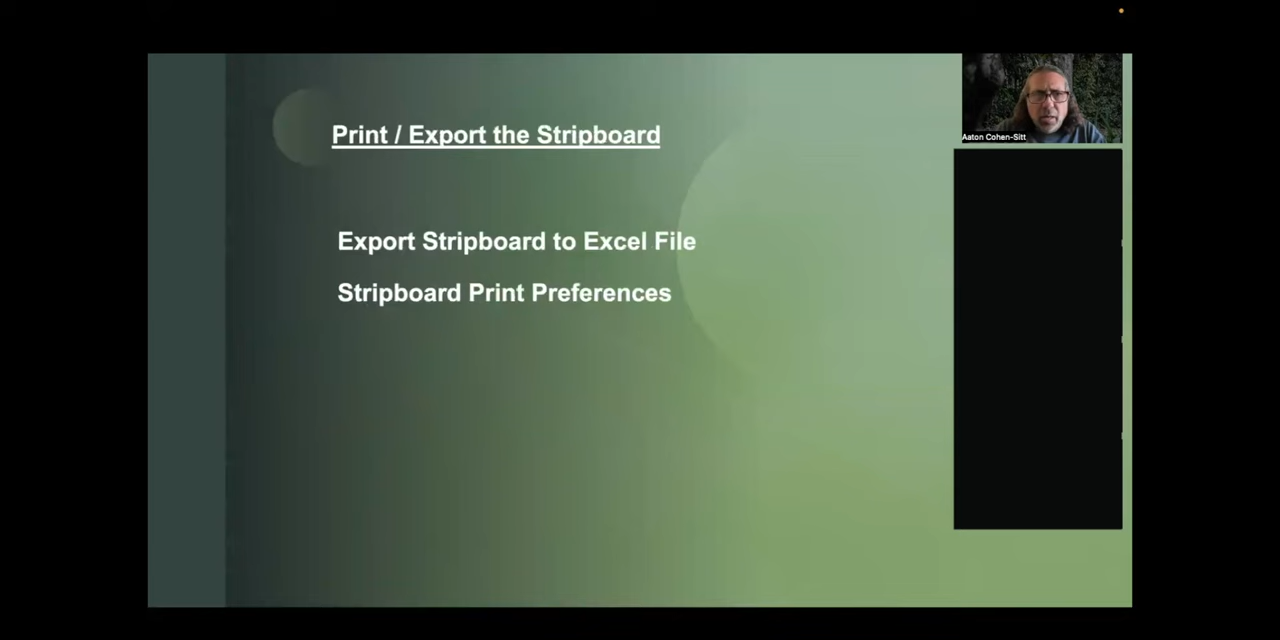 Print / Export the Stripboard
Export Stripboard to Excel File
Stripboard Print Preferences
Aaton Cohen-Sitt